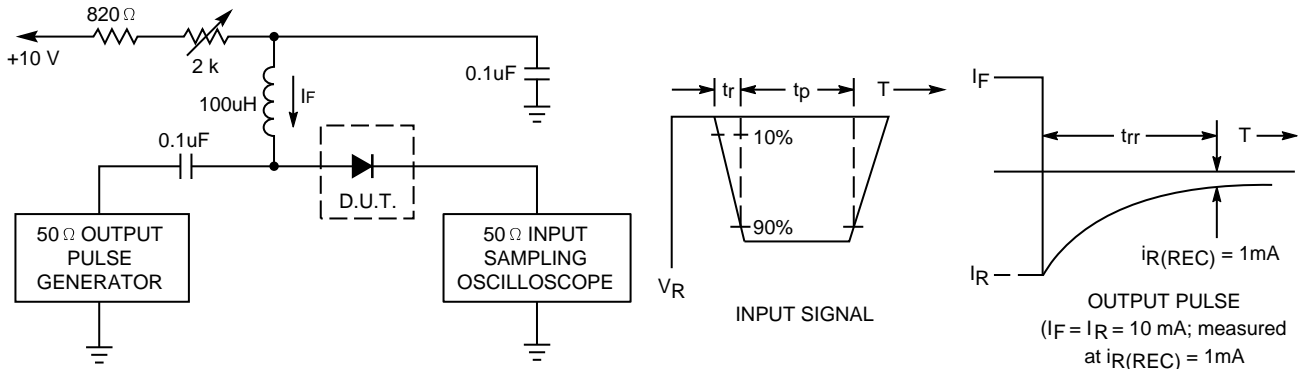 820 Ω
+10 V
2 k
0.1uF
100uH
IF
0.1uF
D.U.T.
50 Ω OUTPUT
PULSE
GENERATOR
50 Ω INPUT
SAMPLING
OSCILLOSCOPE
tr
tp
T
10%
90%
VR
INPUT SIGNAL
IF
trr
T
IR
iR(REC) = 1mA
OUTPUT PULSE
(IF = IR = 10 mA; measured
at iR(REC) = 1mA